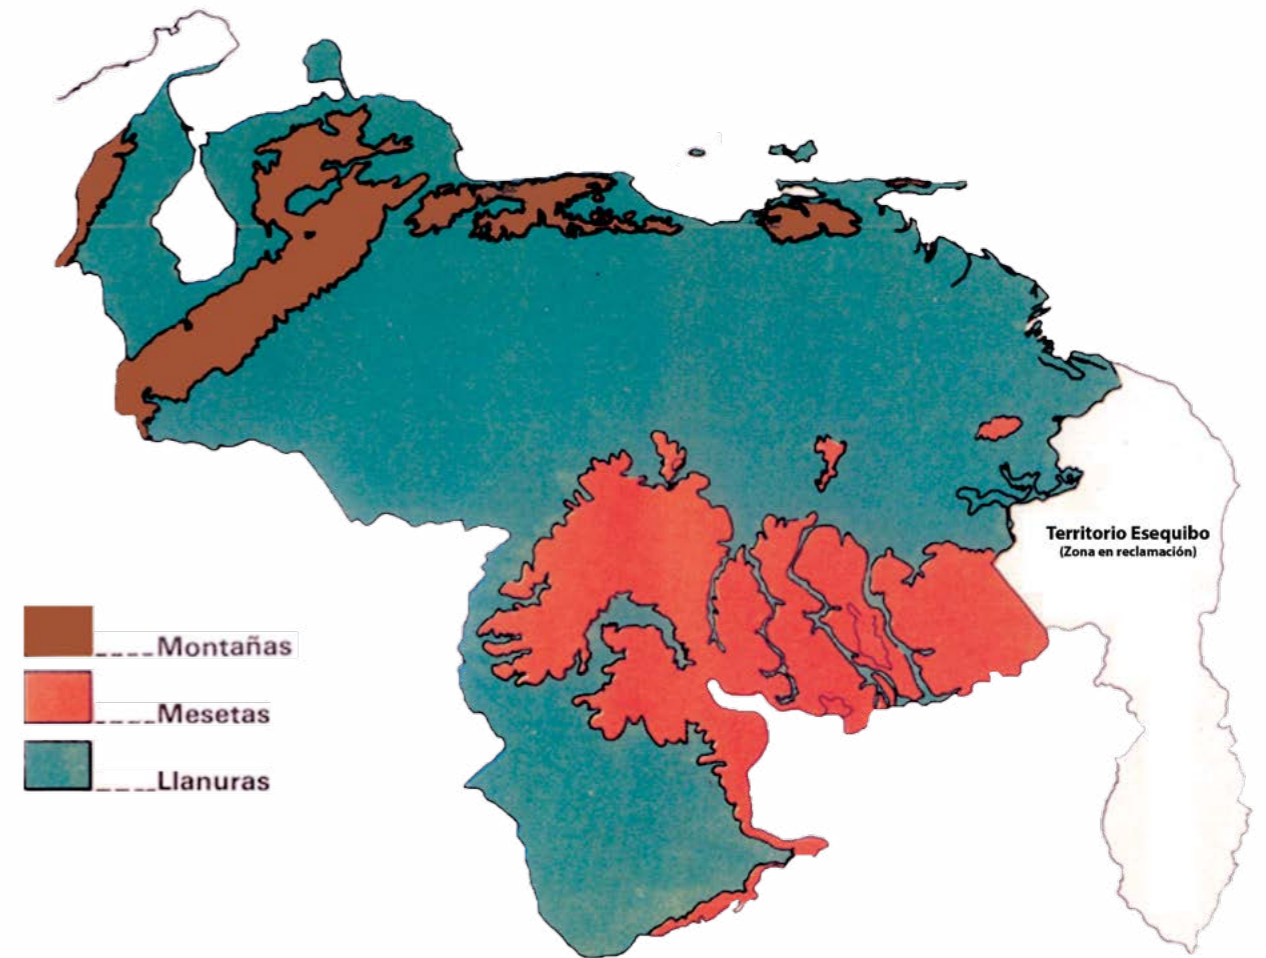 Territorio Esequibo
(Zona en reclamación)
Montañas
Mesetas
Llanuras